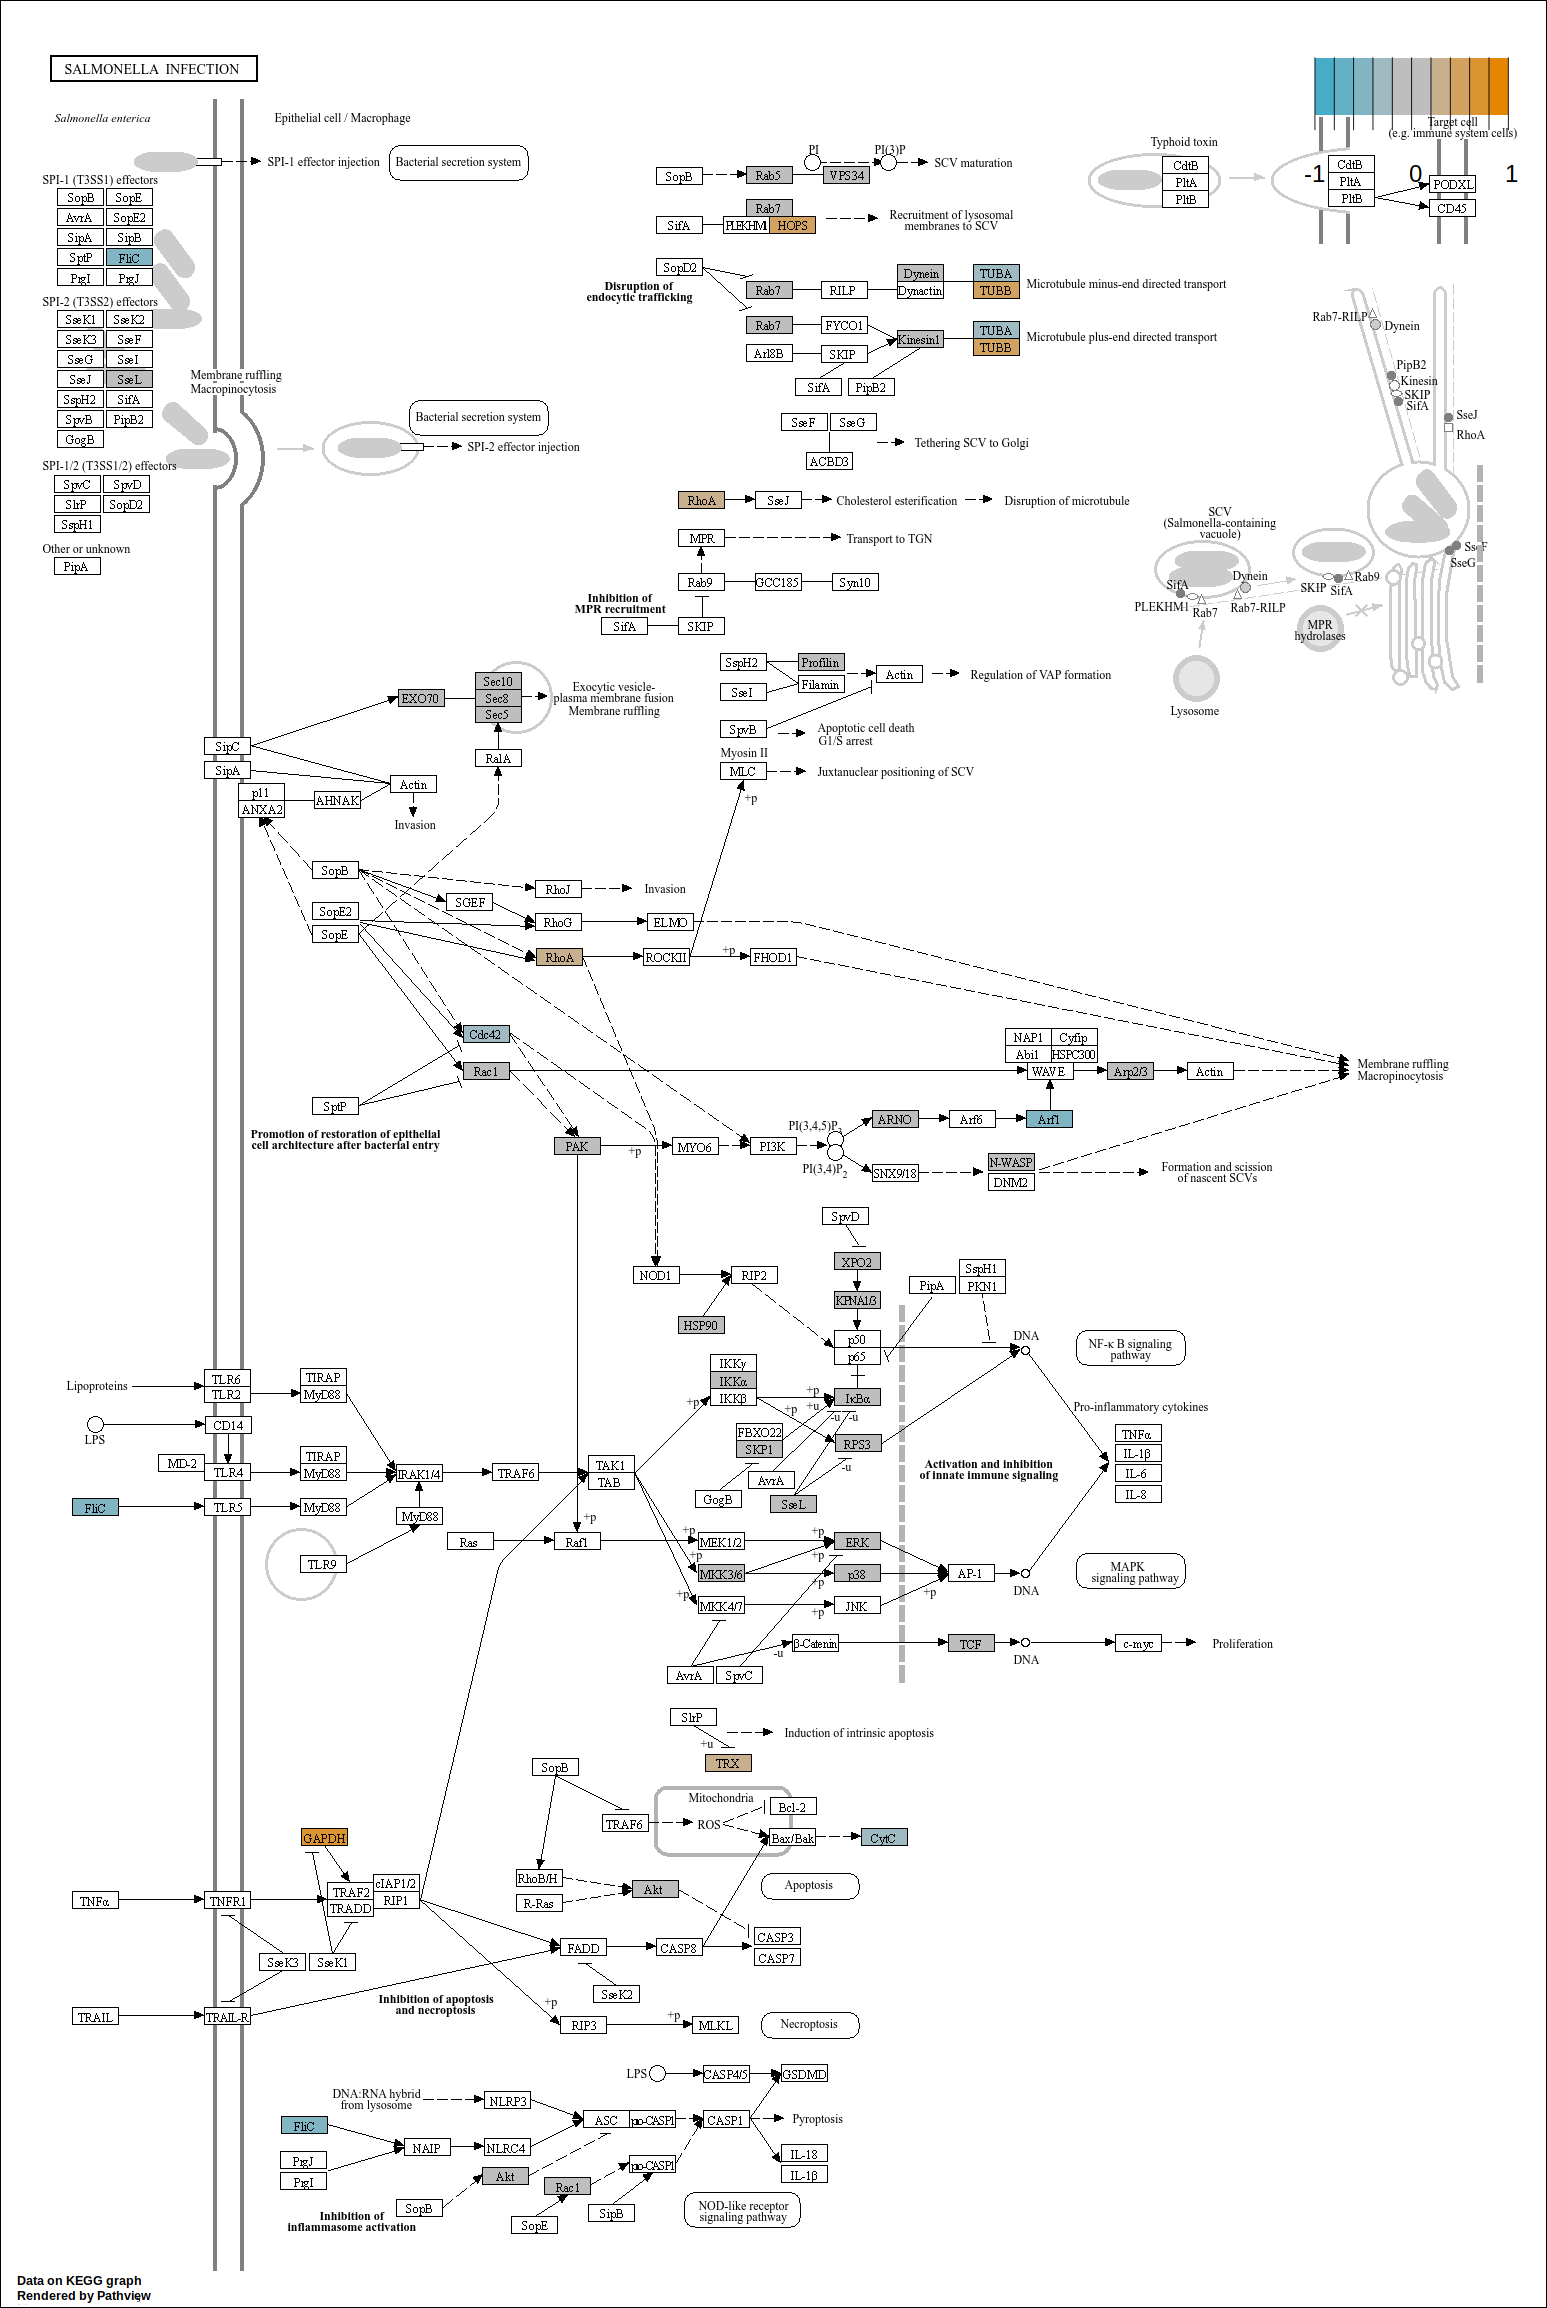 SALMONELLA INFECTION
Salmonella enterica
Epithelial cell / Macrophage
SPI-1 effector injection
Bacterial secretion system
SPI-1 (T3SS1) effectors
SopB SopE
AvrA SopE2
SipA SipB
SptP FliC
PrgI PrgJ
SPI-2 (T3SS2) effectors
SseK1 SseK2
SseK3 SseF
SseG SseI
SseJ SseL
SspH2 SifA
SpvB PipB2
GogB
SPI-1/2 (T3SS1/2) effectors
SpvC SpvD
SlrP SopD2
SspH1
Other or unknown
PipA
Membrane ruffling
Macropinocytosis
Bacterial secretion system
SPI-2 effector injection
PI PI(3)P
SopB Rab5 VPS34 SCV maturation
Rab7
SifA PLEKHM1 HOPS
Recruitment of lysosomal
membranes to SCV
SopD2
Disruption of
endocytic trafficking
Dynein TUBA
Rab7 RILP Dynactin TUBB
Microtubule minus-end directed transport
Rab7 FYCO1 TUBA
Kinesin1
Microtubule plus-end directed transport
Arl8B SKIP TUBB
SifA PipB2
SseF SseG
Tethering SCV to Golgi
ACBD3
RhoA SseJ Cholesterol esterification Disruption of microtubule
MPR Transport to TGN
Rab9 GCC185 Syn10
Inhibition of
MPR recruitment
SifA SKIP
Typhoid toxin
CdtB
PltA
PltB
-1 0 1
Target cell
(e.g. immune system cells)
CdtB
PltA
PltB
PODXL
CD45
Rab7-RILP
Dynein
PipB2
Kinesin
SKIP
SifA
SseJ
RhoA
SCV
(Salmonella-containing
vacuole)
SseF
SseG
SifA
Dynein
PLEKHM1 Rab7 Rab7-RILP
SKIP SifA Rab9
MPR
hydrolases
Lysosome
SspH2 Profilin
SseI Filamin Actin
Regulation of VAP formation
SpvB
Apoptotic cell death
G1/S arrest
Myosin II
MLC Juxtanuclear positioning of SCV
+p
EXO70 Sec10
Sec8
Sec5
Exocytic vesicle-
plasma membrane fusion
Membrane ruffling
SipC
RalA
SipA
p11
ANXA2
AHNAK
Actin
Invasion
SopB
RhoJ Invasion
SGEF
SopE2
RhoG ELMO
SopE
RhoA ROCKII +p FHOD1
Cdc42
Rac1
SptP
Promotion of restoration of epithelial
cell architecture after bacterial entry
NAP1 Cyfip
Abi1 HSPC300
WAVE Arp2/3 Actin
Membrane ruffling
Macropinocytosis
PI(3,4,5)P3
ARNO Arf6 Arf1
PAK +p MYO6 PI3K
PI(3,4)P2
SNX9/18
N-WASP
DNM2
Formation and scission
of nascent SCVs
SpvD
XPO2
KPNA1/3
NOD1 RIP2
HSP90
p50
p65
PipA
SspH1
PKN1
DNA
NF-κ B signaling
pathway
Lipoproteins
TLR6
TLR2
TIRAP
MyD88
IKKγ
IKKα
IKKβ
+p
+p
+u
+p
IκBα
-u -u
LPS
CD14
FBXO22
SKP1
RPS3
-u
MD-2
TLR4
TIRAP
MyD88
IRAK1/4 TRAF6
TAK1
TAB
AvrA
GogB
SseL
Activation and inhibition
of innate immune signaling
Pro-inflammatory cytokines
TNFα
IL-1β
IL-6
IL-8
FliC TLR5 MyD88
MyD88
TLR9
Ras
Raf1
+p
+p MEK1/2 +p ERK
+p MKK3/6 +p p38
+p
+p MKK4/7 +p JNK
+p
AP-1
DNA
MAPK
signaling pathway
β-Catenin
-u
TCF
DNA
c-myc
Proliferation
AvrA SpvC
SlrP
+u
Induction of intrinsic apoptosis
TRX
SopB
Mitochondria
TRAF6 ROS
Bcl-2
Bax/Bak
CytC
RhoB/H
R-Ras
Akt
Apoptosis
GAPDH
TNFα TNFR1
TRAF2
TRADD
cIAP1/2
RIP1
CASP3
CASP7
FADD CASP8
SseK3 SseK1
SseK2
TRAIL TRAIL-R
Inhibition of apoptosis
and necroptosis
+p
RIP3 +p MLKL
Necroptosis
LPS CASP4/5 GSDMD
DNA:RNA hybrid
from lysosome
NLRP3
FliC
ASC pro-CASP1 CASP1 Pyroptosis
NAIP NLRC4
PrgJ
PrgI
Akt
pro-CASP1
IL-18
IL-1β
Rac1
SopB
SipB
SopE
Inhibition of
inflammasome activation
NOD-like receptor
signaling pathway
Data on KEGG graph
Rendered by Pathview